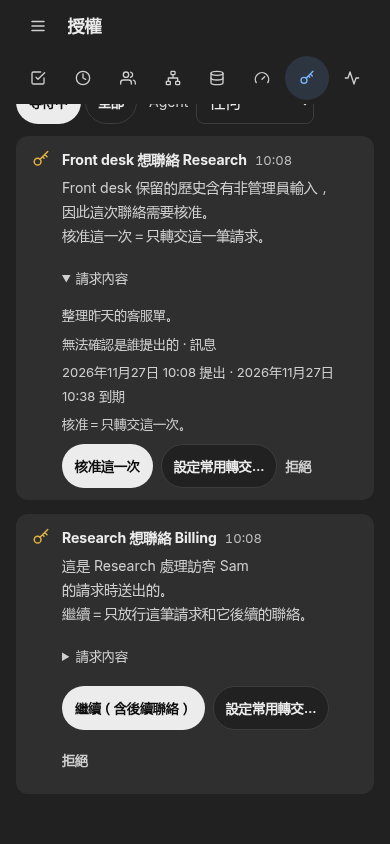 授權
等待中 全部 Agent 任何
Front desk 想聯絡 Research 10:08
Front desk 保留的歷史含有非管理員輸入，
因此這次聯絡需要核准。
核准這一次＝只轉交這一筆請求。
▼ 請求內容
整理昨天的客服單。
無法確認是誰提出的 · 訊息
2026年11月27日 10:08 提出 · 2026年11月27日
10:38 到期
核准＝只轉交這一次。
核准這一次 設定常用轉交… 拒絕
Research 想聯絡 Billing 10:08
這是 Research 處理訪客 Sam
的請求時送出的。
繼續＝只放行這筆請求和它後續的聯絡。
▶ 請求內容
繼續（含後續聯絡） 設定常用轉交…
拒絕